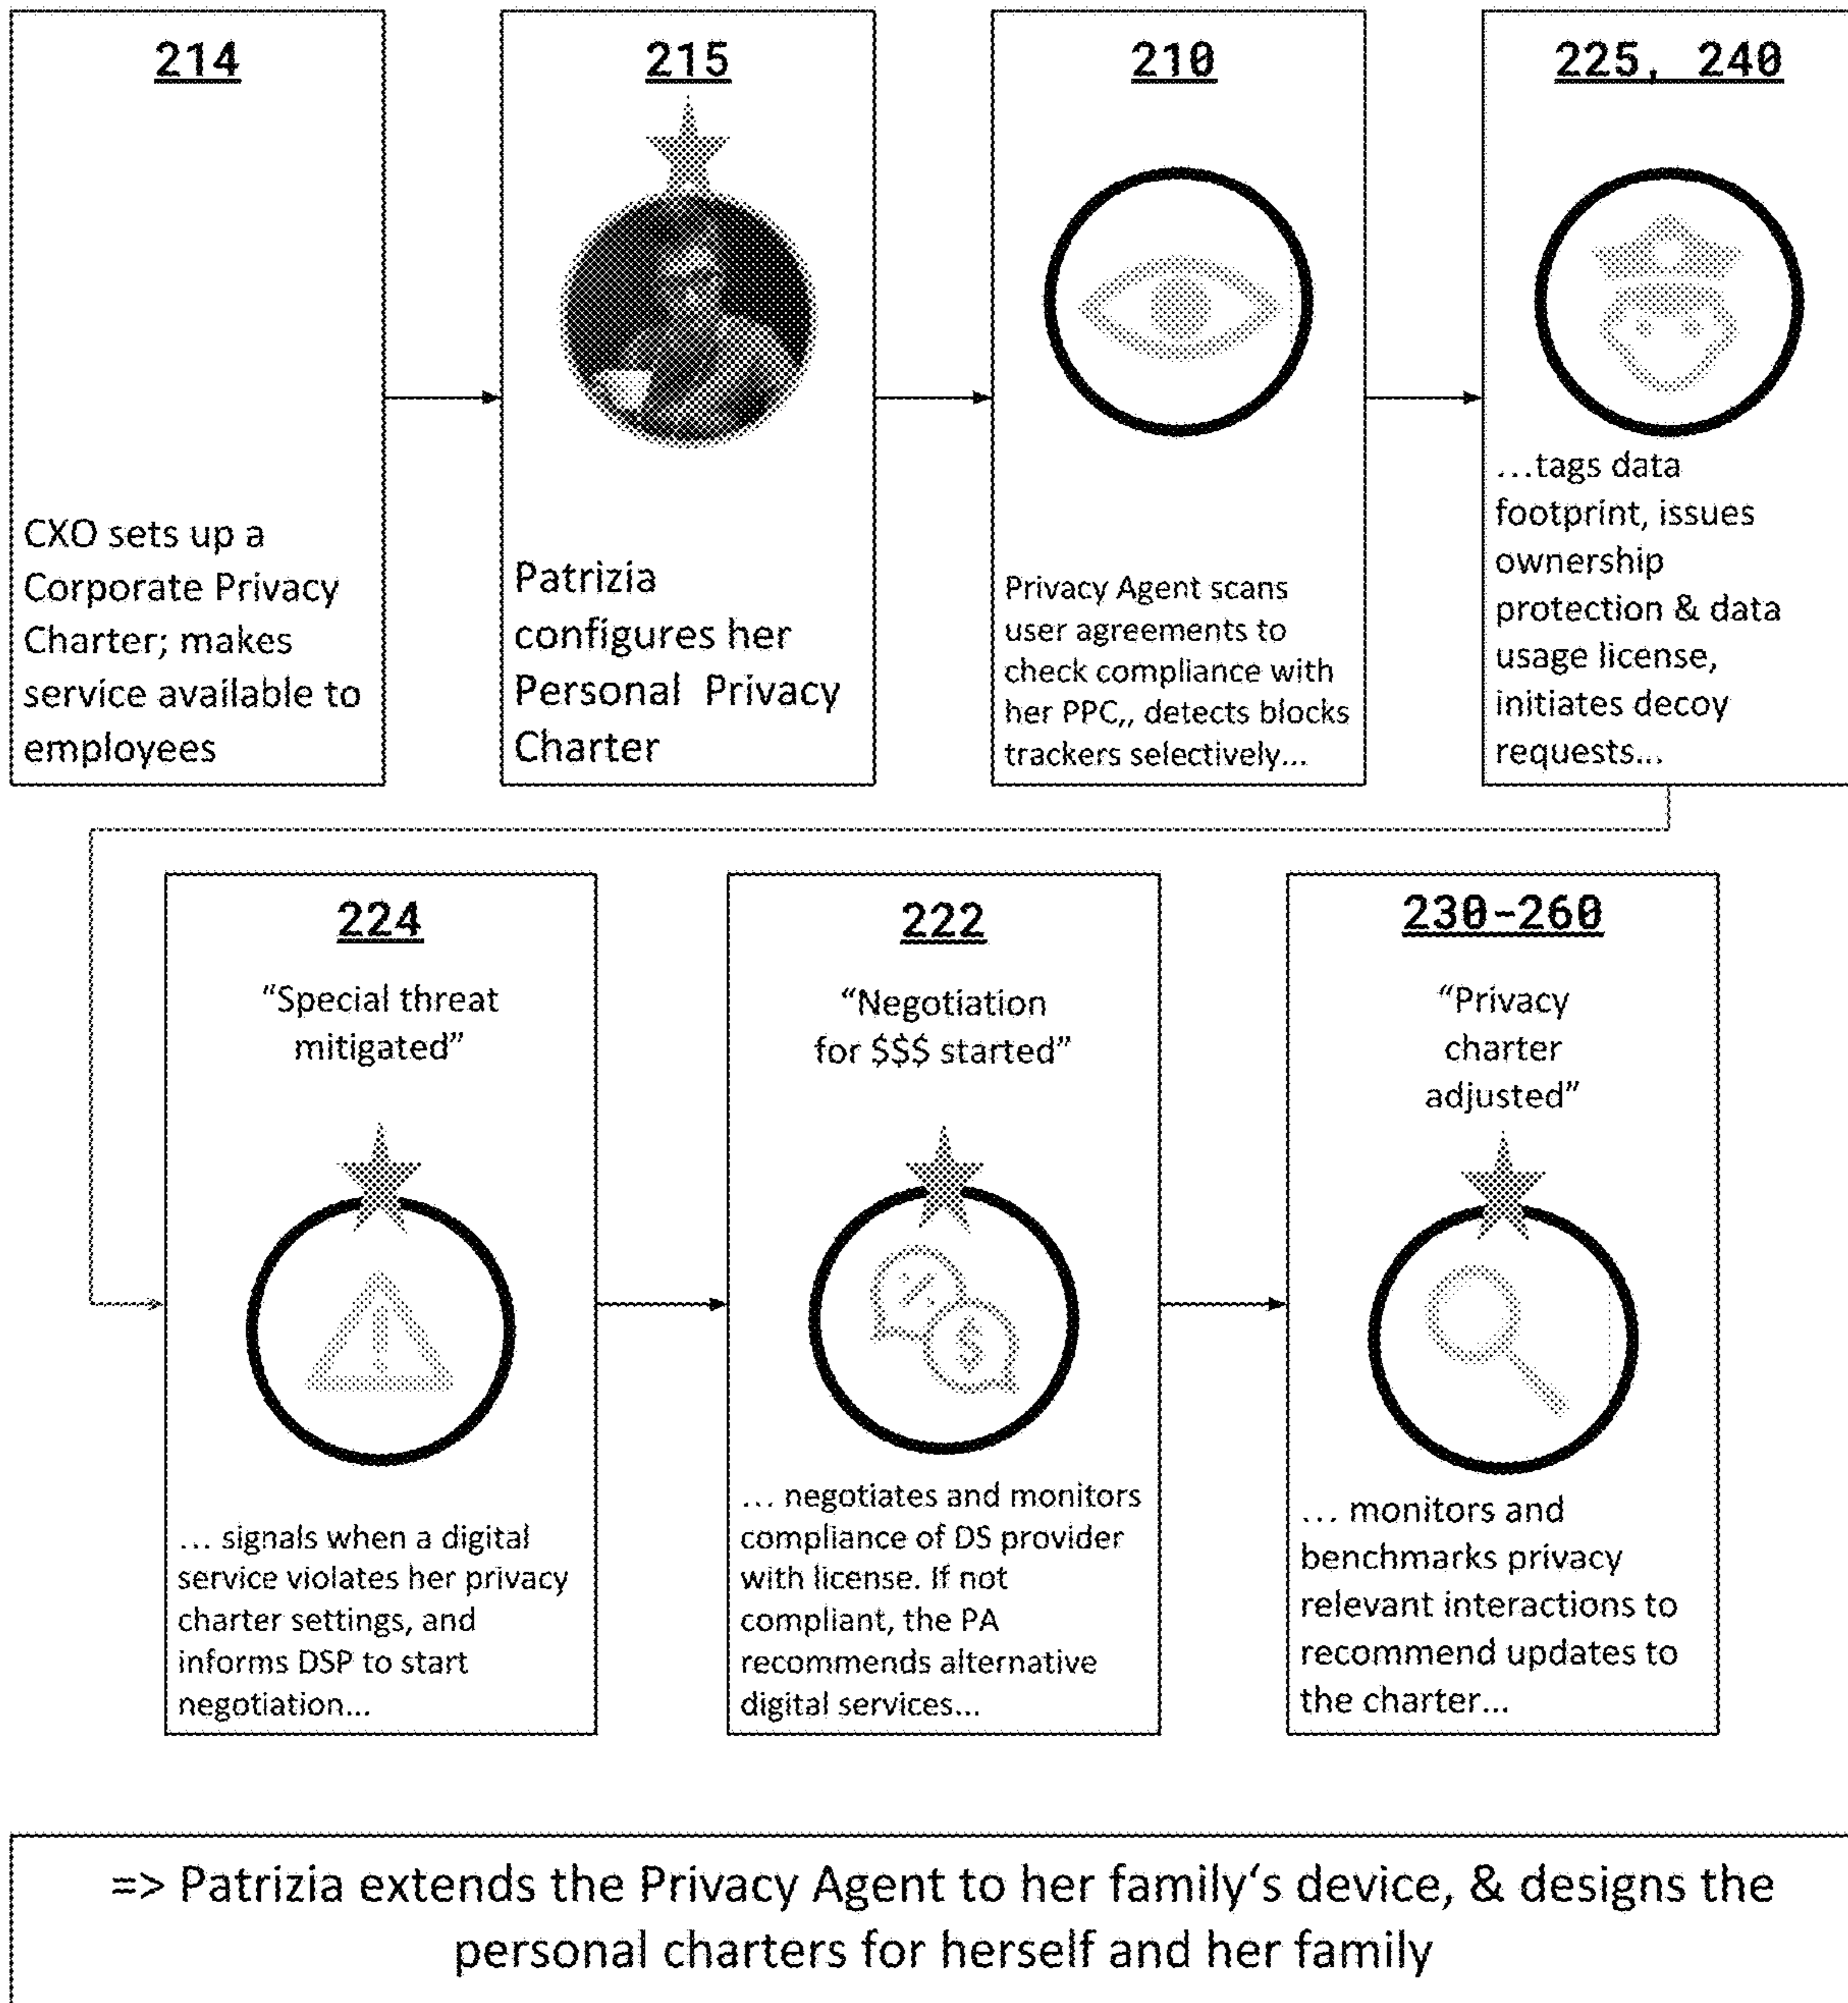 214
CXO sets up a
Corporate Privacy
Charter; makes
service available to
employees
215
Patrizia
configures her
Personal Privacy
Charter
210
Privacy Agent scans
user agreements to
check compliance with
her PPC,, detects blocks
trackers selectively...
225, 240
...tags data
footprint, issues
ownership
protection & data
usage license,
initiates decoy
requests...
224
“Special threat
mitigated”
... signals when a digital
service violates her privacy
charter settings, and
informs DSP to start
negotiation...
222
“Negotiation
for $$$ started”
%
$
... negotiates and monitors
compliance of DS provider
with license. If not
compliant, the PA
recommends alternative
digital services...
230-260
“Privacy
charter
adjusted”
... monitors and
benchmarks privacy
relevant interactions to
recommend updates to
the charter...
=> Patrizia extends the Privacy Agent to her family‘s device, & designs the
personal charters for herself and her family